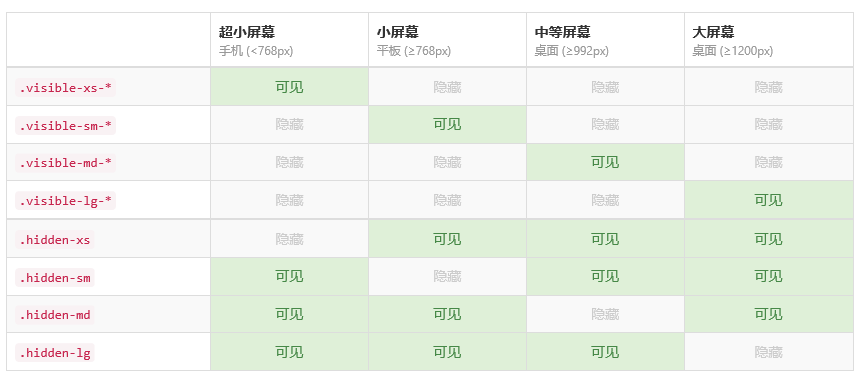 超小屏幕 小屏幕 中等屏幕 大屏幕
手机 (<768px) 平板 (≥768px) 桌面 (≥992px) 桌面 (≥1200px)
.visible-xs-* 可见 隐藏 隐藏 隐藏
.visible-sm-* 隐藏 可见 隐藏 隐藏
.visible-md-* 隐藏 隐藏 可见 隐藏
.visible-lg-* 隐藏 隐藏 隐藏 可见
.hidden-xs 隐藏 可见 可见 可见
.hidden-sm 可见 隐藏 可见 可见
.hidden-md 可见 可见 隐藏 可见
.hidden-lg 可见 可见 可见 隐藏